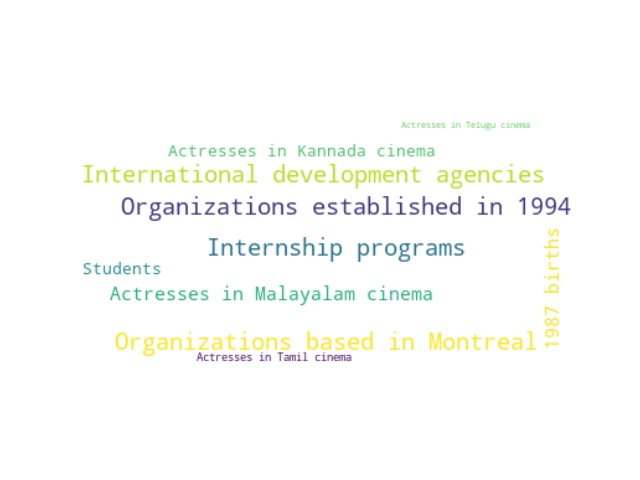 Actresses in Telugu cinema
Actresses in Kannada cinema
International development agencies
Organizations established in 1994
Internship programs
Students
1987 births
Actresses in Malayalam cinema
Organizations based in Montreal
Actresses in Tamil cinema